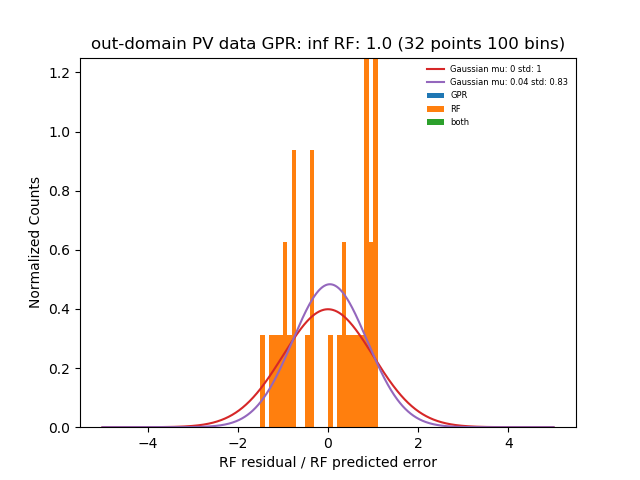 out-domain PV data GPR: inf RF: 1.0 (32 points 100 bins)
Gaussian mu: 0 std: 1
Gaussian mu: 0.04 std: 0.83
GPR
RF
both
1.2
1.0
0.8
0.6
0.4
0.2
0.0
Normalized Counts
−4
−2
0
2
4
RF residual / RF predicted error